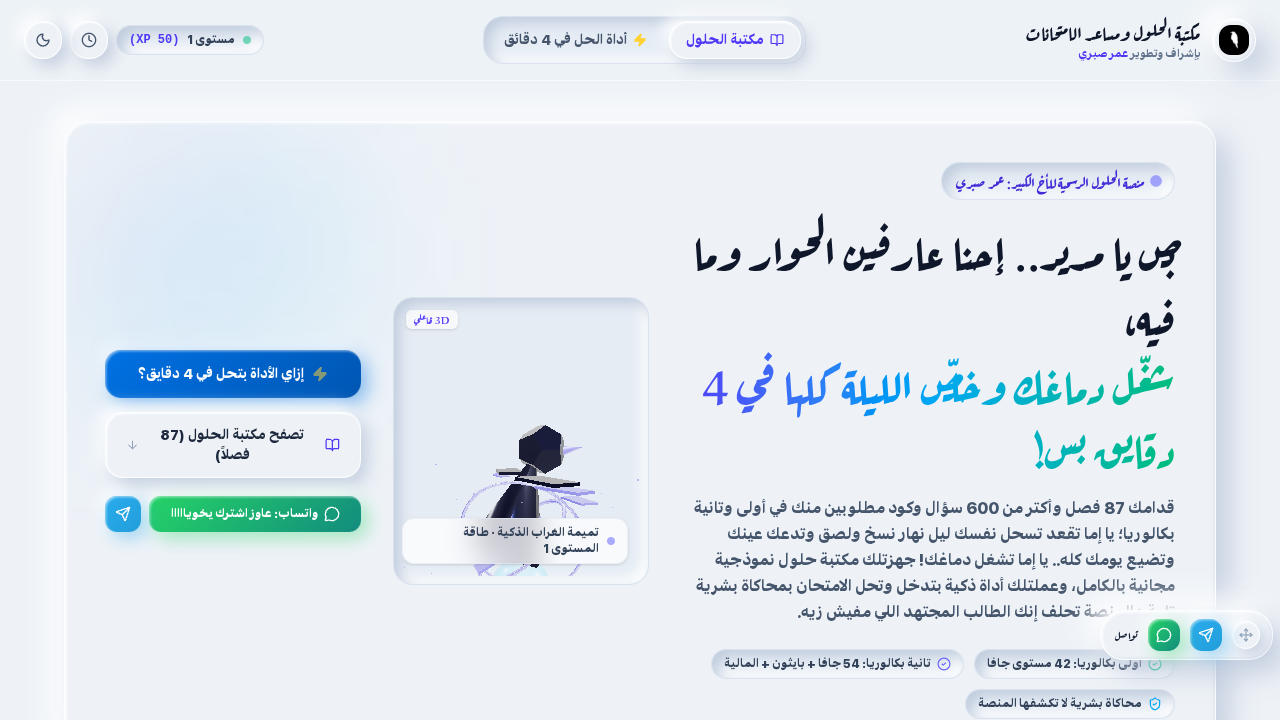 مكتبة الحلول ومساعد الامتحانات
بإشراف وتطوير عمر صبري
مكتبة الحلول
أداة الحل في 4 دقائق
مستوى 1 (50 XP)
منصة الحلول الرسمية للأخ الكبير: عمر صبري
بص يا مريد.. إحنا عارفين الحوار وما
فيه،
شغّل دماغك وخصّ الليلة كلها في 4
دقايق بس!
قدامك 87 فصل وأكتر من 600 سؤال وكود مطلوبين منك في أولى وتانية
بكالوريا؛ يا إما تقعد تسحل نفسك ليل نهار نسخ ولصق وتدعك عينك
وتضيع يومك كله.. يا إما تشغل دماغك! جهزتلك مكتبة حلول نموذجية
مجانية بالكامل، وعملتلك أداة ذكية بتدخل وتحل الامتحان بمحاكاة بشرية
تحلف إنك الطالب المجتهد اللي مفيش زيه.
أولى بكالوريا: 42 مستوى جافا
تانية بكالوريا: 54 جافا + بايثون + المالية
محاكاة بشرية لا تكشفها المنصة
3D تفاعلي
تميمة الغراب الذكية · طاقة
المستوى 1
إزاي الأداة بتحل في 4 دقايق؟
تصفح مكتبة الحلول (87
فصلاً)
واتساب: عاوز اشترك يخويااااا
تواصل